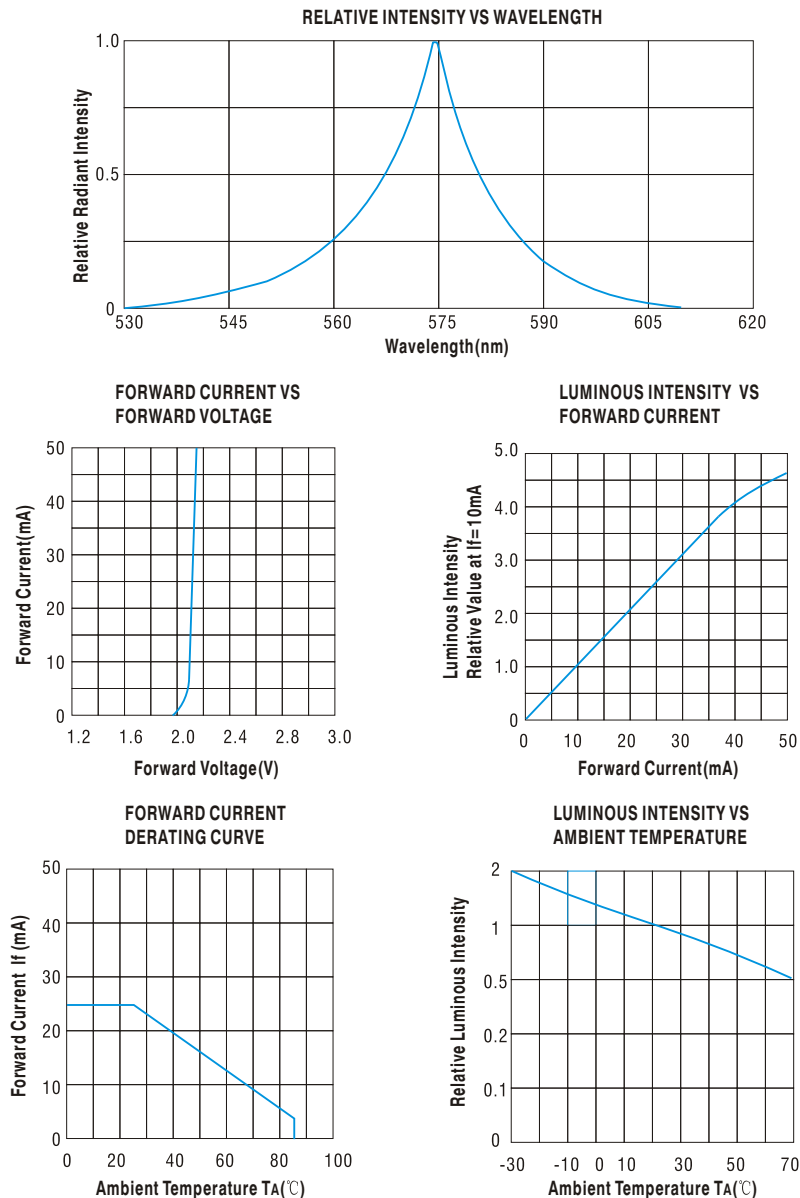 RELATIVE INTENSITY VS WAVELENGTH
Relative Radiant Intensity
1.0
0.5
0
530 545 560 575 590 605 620
Wavelength(nm)
FORWARD CURRENT VS
FORWARD VOLTAGE
Forward Current(mA)
50
40
30
20
10
0
1.2 1.6 2.0 2.4 2.8 3.0
Forward Voltage(V)
LUMINOUS INTENSITY VS
FORWARD CURRENT
Luminous Intensity
Relative Value at If=10mA
5.0
4.0
3.0
2.0
1.0
0
0 10 20 30 40 50
Forward Current(mA)
FORWARD CURRENT
DERATING CURVE
Forward Current If (mA)
50
40
30
20
10
0
0 20 40 60 80 100
Ambient Temperature TA(℃)
LUMINOUS INTENSITY VS
AMBIENT TEMPERATURE
Relative Luminous Intensity
2
1
0.5
0.2
0.1
0
-30 -10 0 10 30 50 70
Ambient Temperature TA(℃)